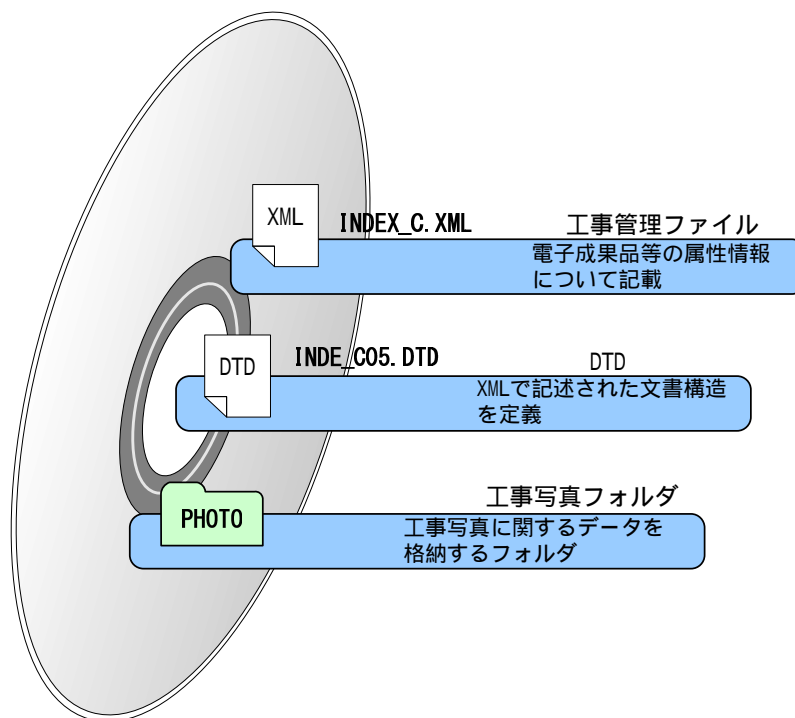 XML
INDEX_C.XML
工事管理ファイル
電子成果品等の属性情報
について記載
DTD
INDE_C05.DTD
DTD
XMLで記述された文書構造
を定義
PHOTO
工事写真フォルダ
工事写真に関するデータを
格納するフォルダ